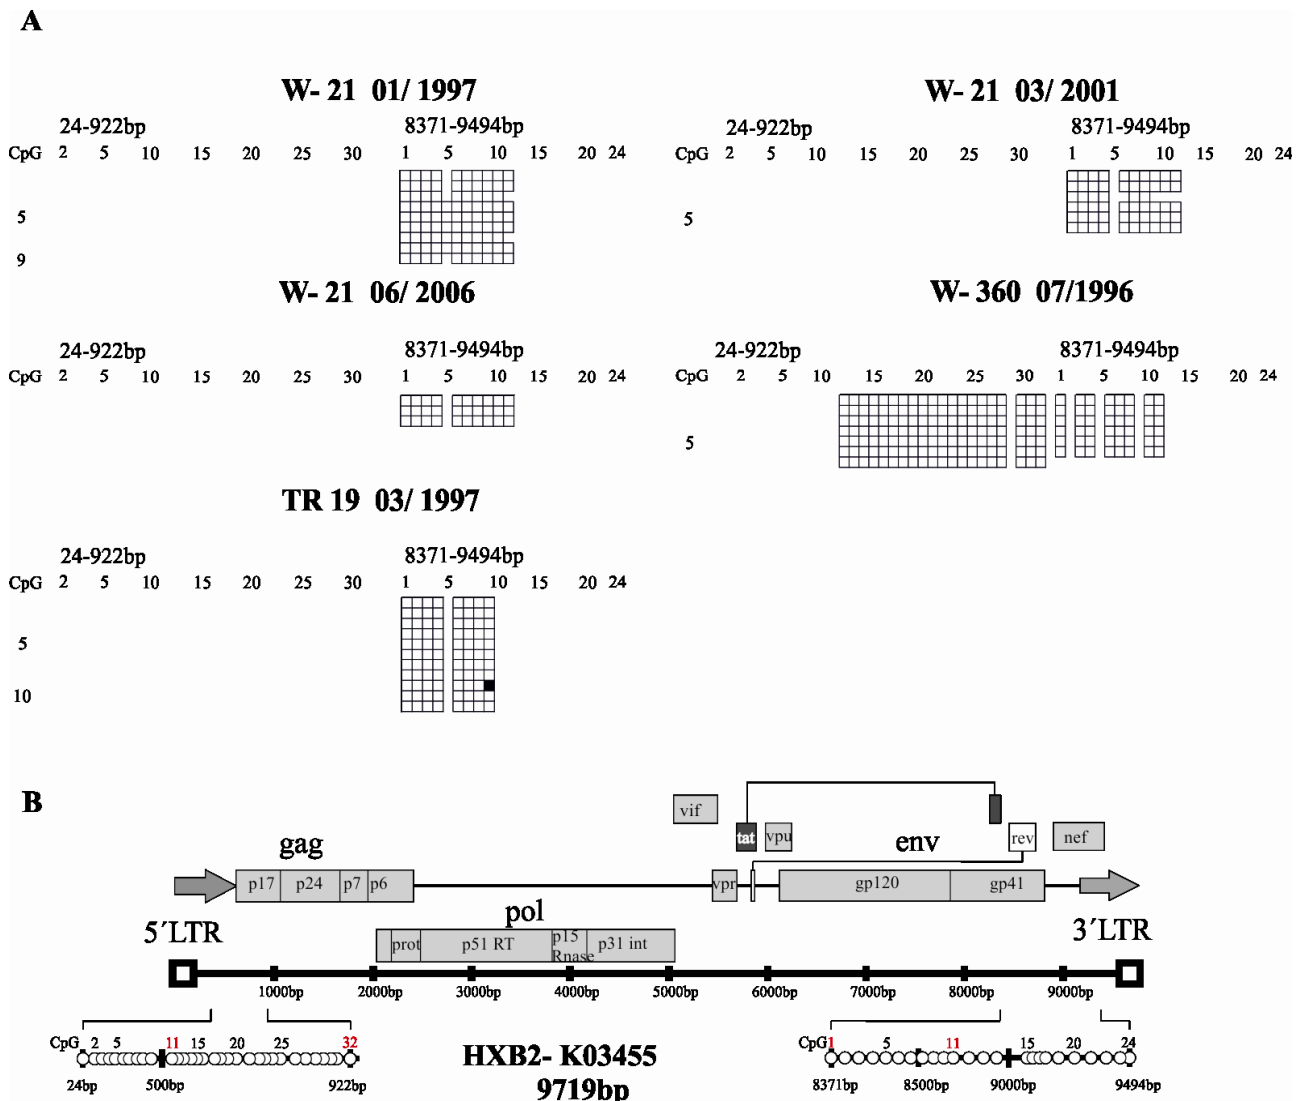 A
W- 21 01/ 1997
W- 21 03/ 2001
24-922bp 8371-9494bp
24-922bp 8371-9494bp
CpG 2 5 10 15 20 25 30 1 5 10 15 20 24
CpG 2 5 10 15 20 25 30 1 5 10 15 20 24
5
9
5
W- 21 06/ 2006
W- 360 07/1996
24-922bp 8371-9494bp
24-922bp 8371-9494bp
CpG 2 5 10 15 20 25 30 1 5 10 15 20 24
CpG 2 5 10 15 20 25 30 1 5 10 15 20 24
5
TR 19 03/ 1997
24-922bp 8371-9494bp
CpG 2 5 10 15 20 25 30 1 5 10 15 20 24
5
10
B
vif
tat vpu env rev nef
gag
p17 p24 p7 p6 vpr gp120 gp41
5´LTR pol 3´LTR
prot p51 RT p15 Rnase p31 int
1000bp 2000bp 3000bp 4000bp 5000bp 6000bp 7000bp 8000bp 9000bp
CpG 2 5 11 15 20 25 32
CpG 1 5 11 15 20 24
24bp 500bp 922bp
8371bp 8500bp 9000bp 9494bp
HXB2- K03455
9719bp